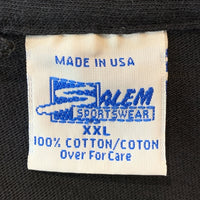 MADE IN USA
SALEM
SPORTSWEAR
XXL
100% COTTON/COTON
Over For Care